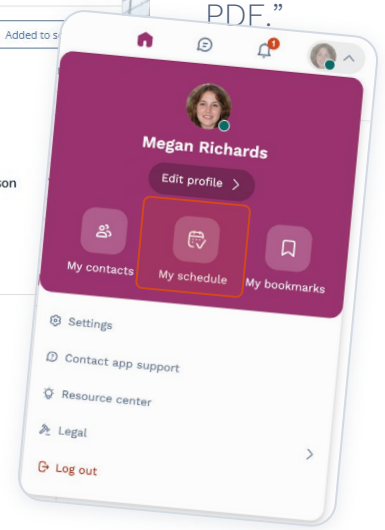 PDF.”
Added to s
1
Megan Richards
Edit profile
son
My contacts
My schedule
My bookmarks
Settings
Contact app support
Resource center
Legal
Log out